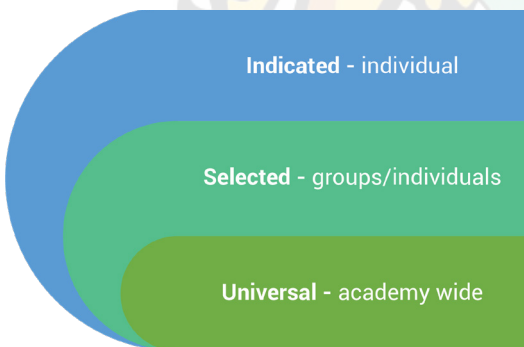 Indicated - individual
Selected - groups/individuals
Universal - academy wide